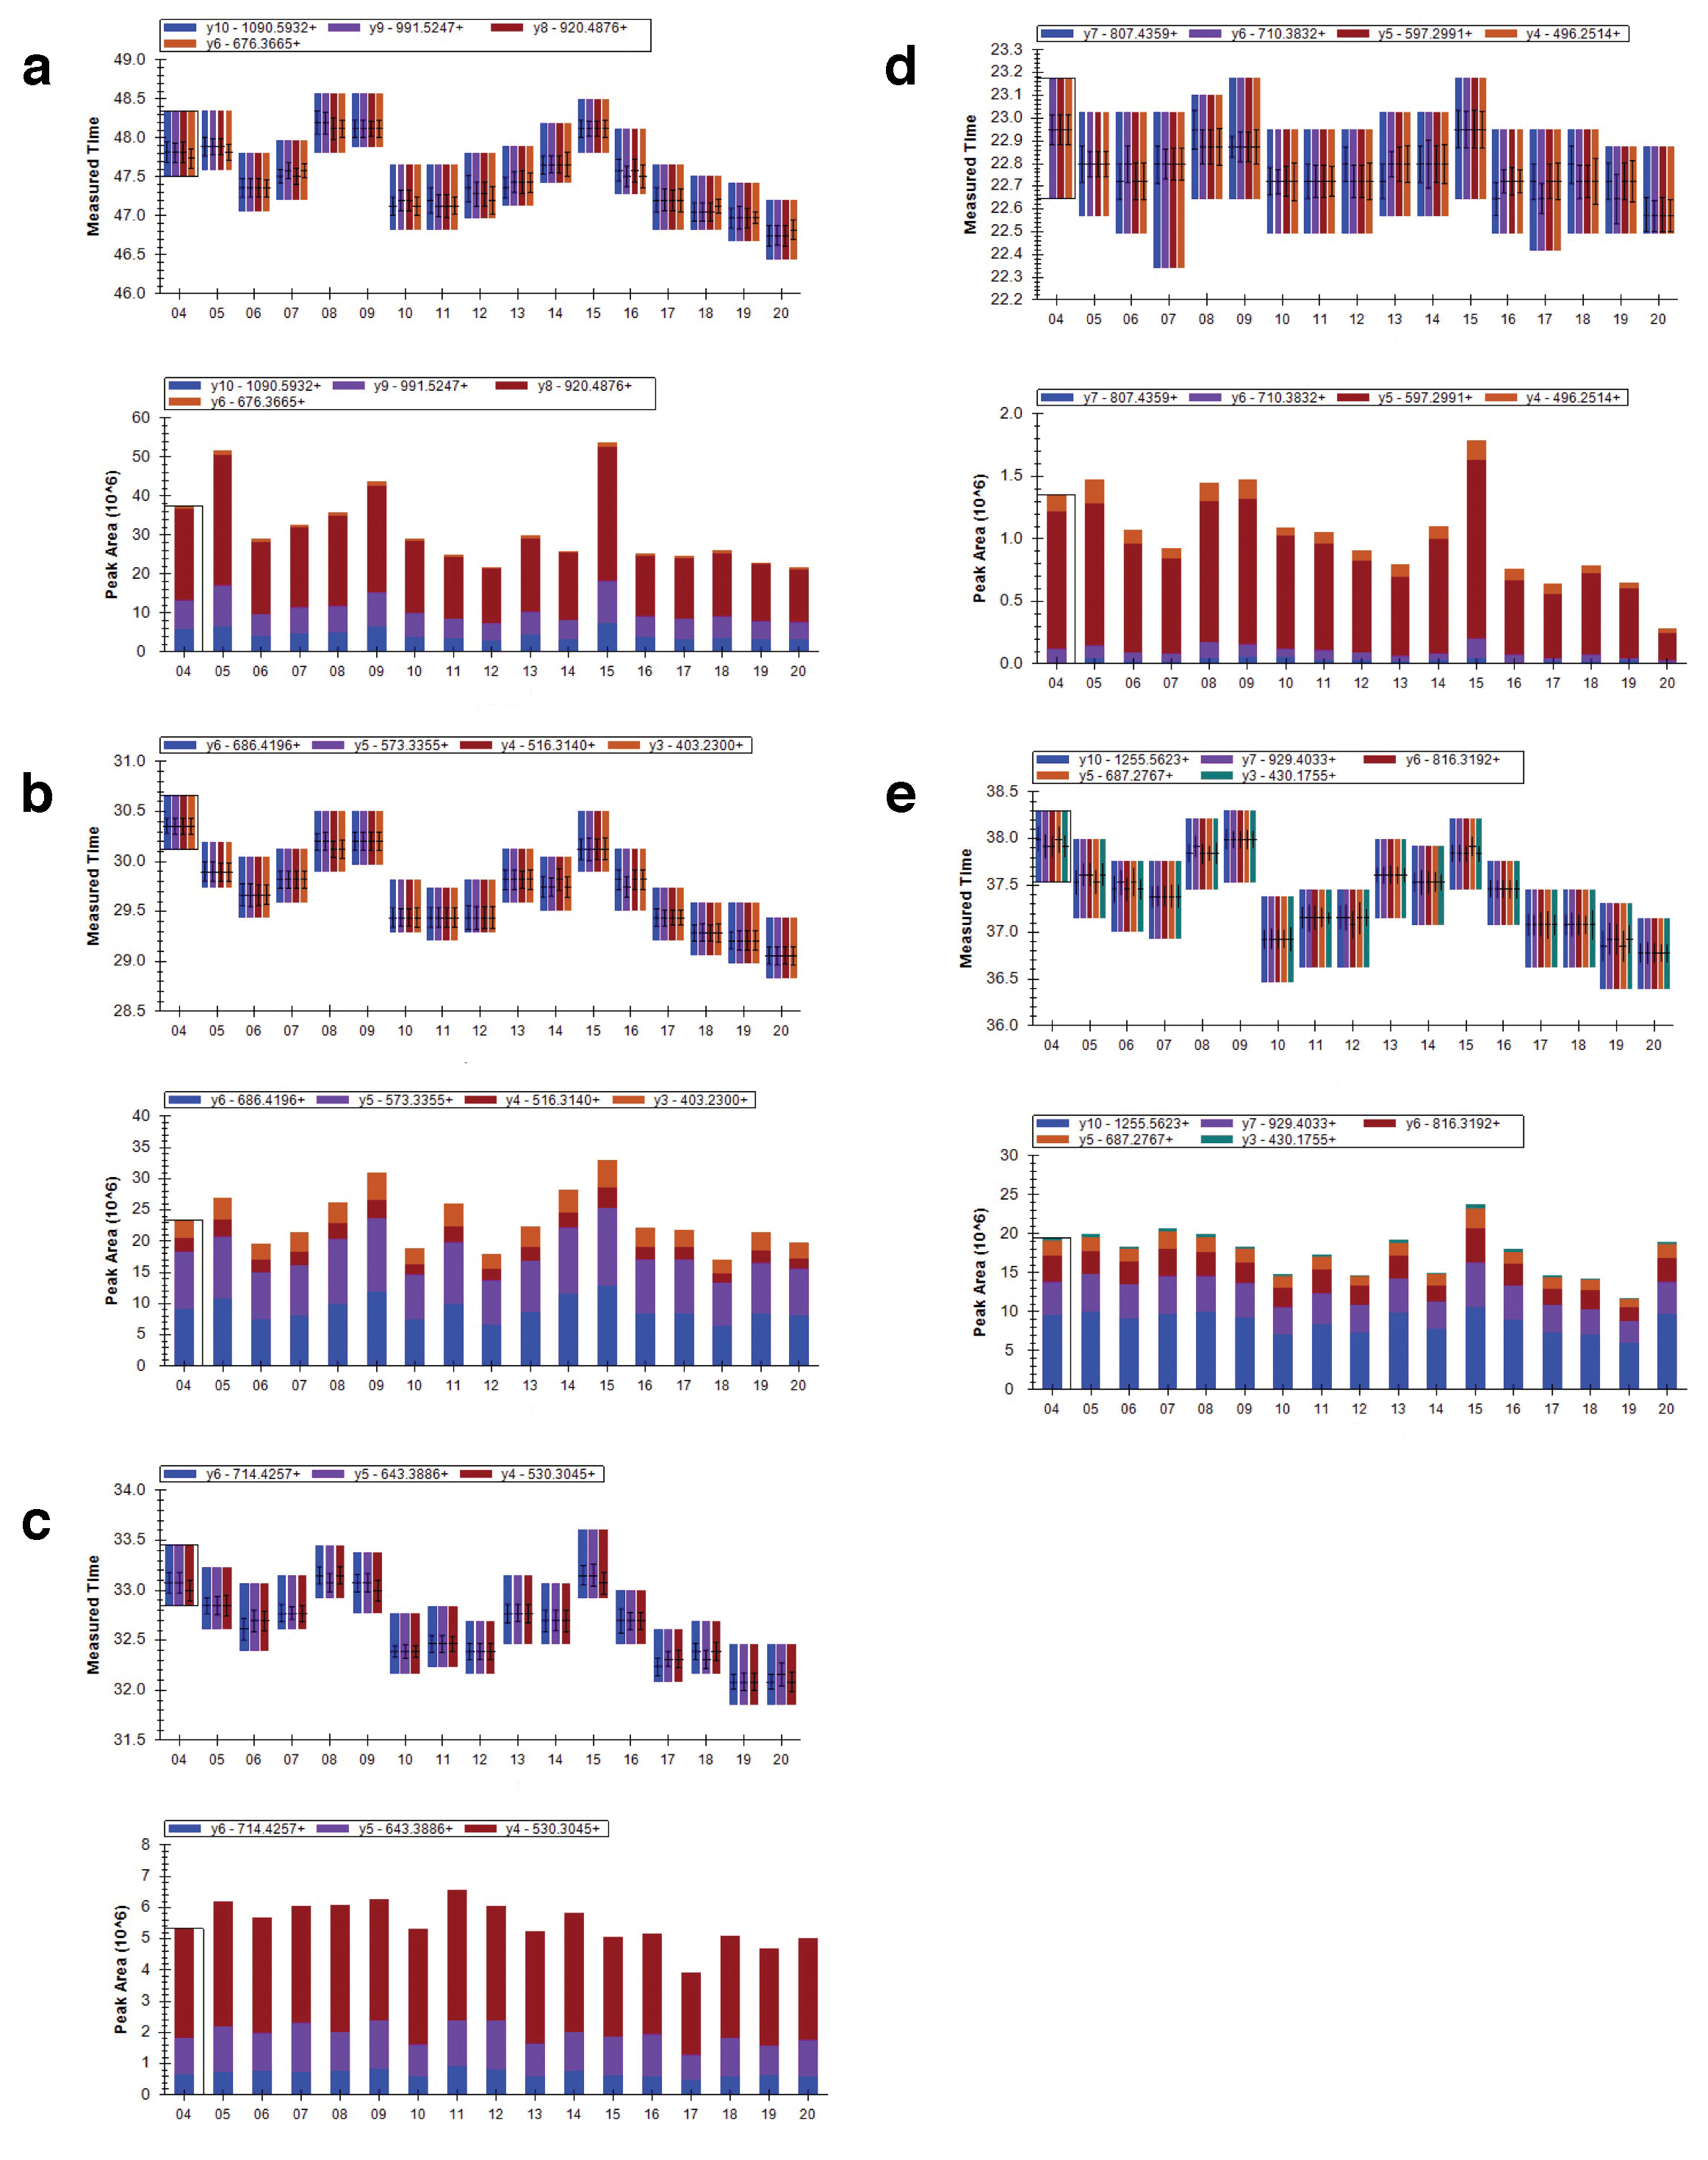 a
y10 - 1090.5932+ y9 - 991.5247+ y8 - 920.4876+
y6 - 676.3665+
Measured Time
49.0
48.5
48.0
47.5
47.0
46.5
46.0
04 05 06 07 08 09 10 11 12 13 14 15 16 17 18 19 20
y10 - 1090.5932+ y9 - 991.5247+ y8 - 920.4876+
y6 - 676.3665+
Peak Area (10^6)
60
50
40
30
20
10
0
04 05 06 07 08 09 10 11 12 13 14 15 16 17 18 19 20
b
y6 - 686.4196+ y5 - 573.3355+ y4 - 516.3140+ y3 - 403.2300+
Measured Time
31.0
30.5
30.0
29.5
29.0
28.5
04 05 06 07 08 09 10 11 12 13 14 15 16 17 18 19 20
y6 - 686.4196+ y5 - 573.3355+ y4 - 516.3140+ y3 - 403.2300+
Peak Area (10^6)
40
35
30
25
20
15
10
5
0
04 05 06 07 08 09 10 11 12 13 14 15 16 17 18 19 20
c
y6 - 714.4257+ y5 - 643.3886+ y4 - 530.3045+
Measured Time
34.0
33.5
33.0
32.5
32.0
31.5
04 05 06 07 08 09 10 11 12 13 14 15 16 17 18 19 20
y6 - 714.4257+ y5 - 643.3886+ y4 - 530.3045+
Peak Area (10^6)
8
7
6
5
4
3
2
1
0
04 05 06 07 08 09 10 11 12 13 14 15 16 17 18 19 20
d
y7 - 807.4359+ y6 - 710.3832+ y5 - 597.2991+ y4 - 496.2514+
Measured Time
23.3
23.2
23.1
23.0
22.9
22.8
22.7
22.6
22.5
22.4
22.3
22.2
04 05 06 07 08 09 10 11 12 13 14 15 16 17 18 19 20
y7 - 807.4359+ y6 - 710.3832+ y5 - 597.2991+ y4 - 496.2514+
Peak Area (10^6)
2.0
1.5
1.0
0.5
0.0
04 05 06 07 08 09 10 11 12 13 14 15 16 17 18 19 20
e
y10 - 1255.5623+ y7 - 929.4033+ y6 - 816.3192+
y5 - 687.2767+ y3 - 430.1755+
Measured Time
38.5
38.0
37.5
37.0
36.5
36.0
04 05 06 07 08 09 10 11 12 13 14 15 16 17 18 19 20
y10 - 1255.5623+ y7 - 929.4033+ y6 - 816.3192+
y5 - 687.2767+ y3 - 430.1755+
Peak Area (10^6)
30
25
20
15
10
5
0
04 05 06 07 08 09 10 11 12 13 14 15 16 17 18 19 20